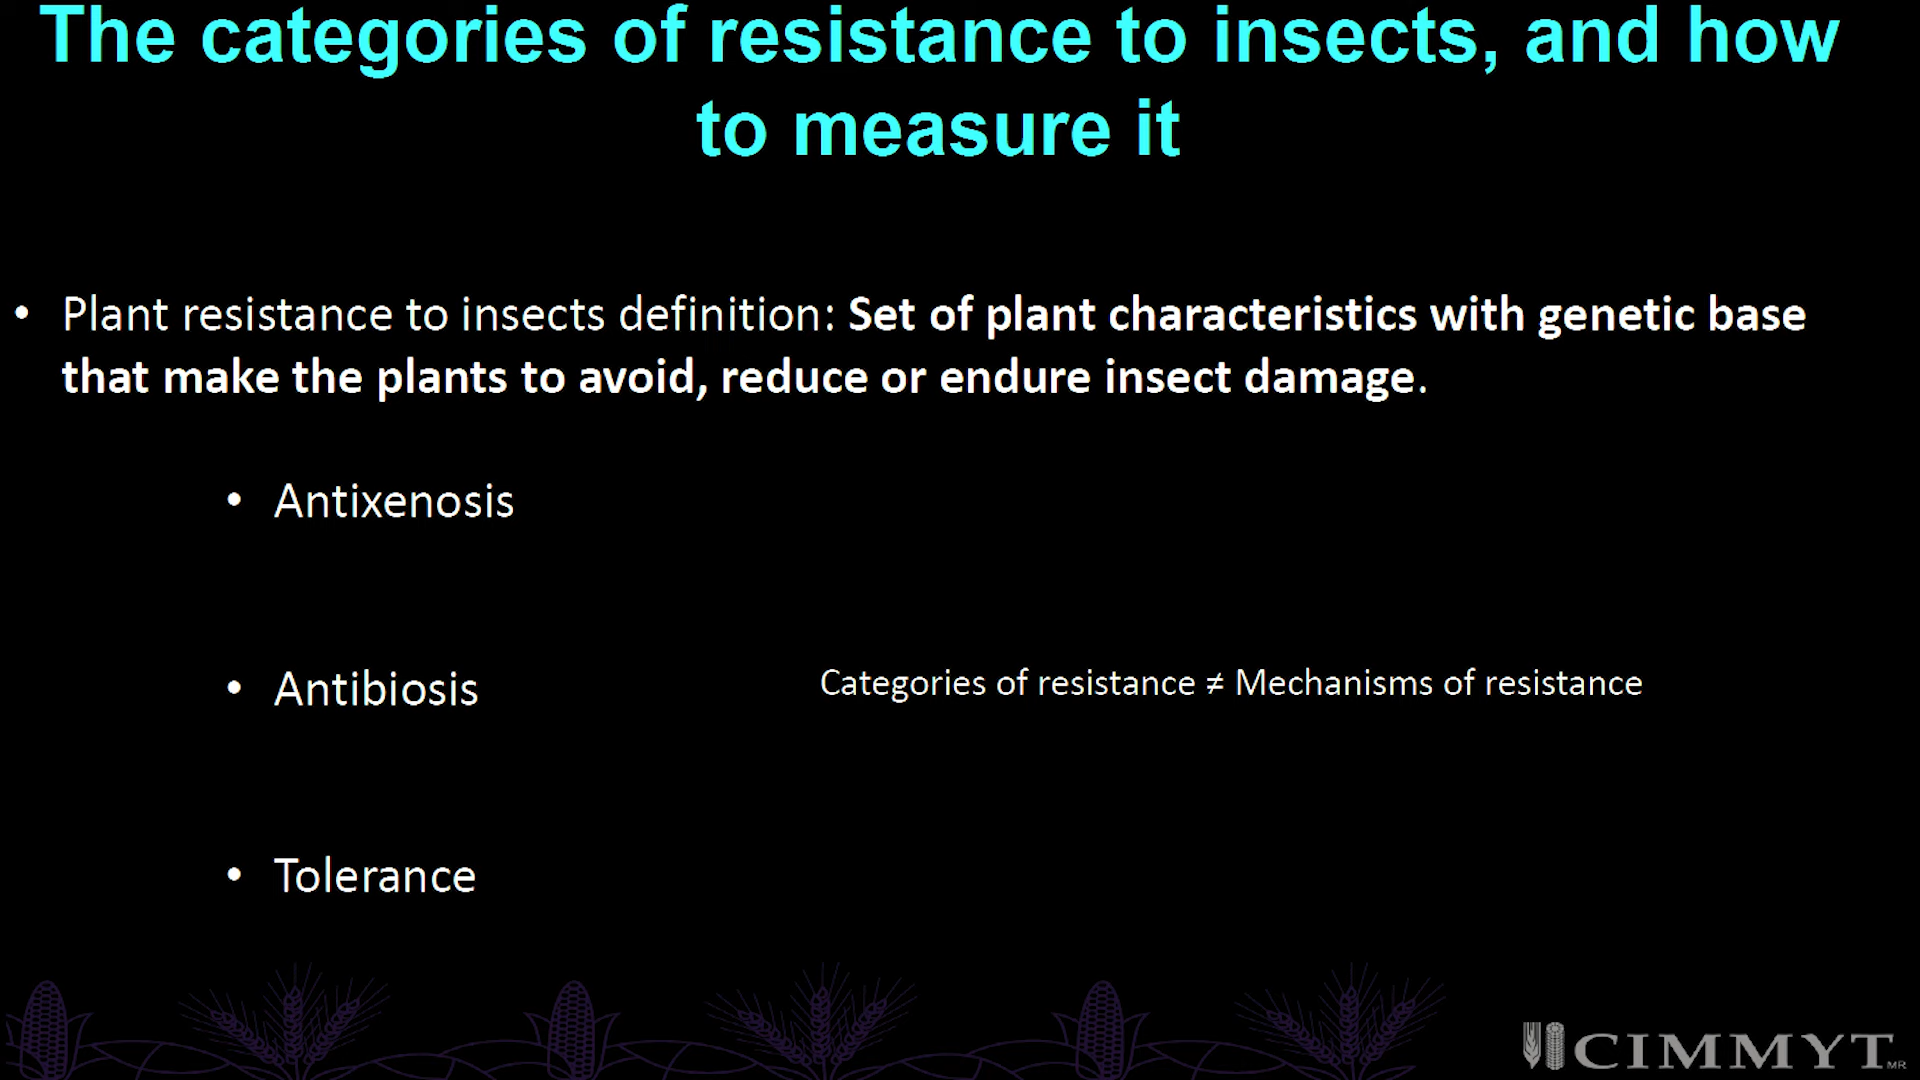 The categories of resistance to insects, and how
to measure it
• Plant resistance to insects definition: Set of plant characteristics with genetic base
that make the plants to avoid, reduce or endure insect damage.
• Antixenosis
• Antibiosis
Categories of resistance ≠ Mechanisms of resistance
• Tolerance
CIMMYT MR